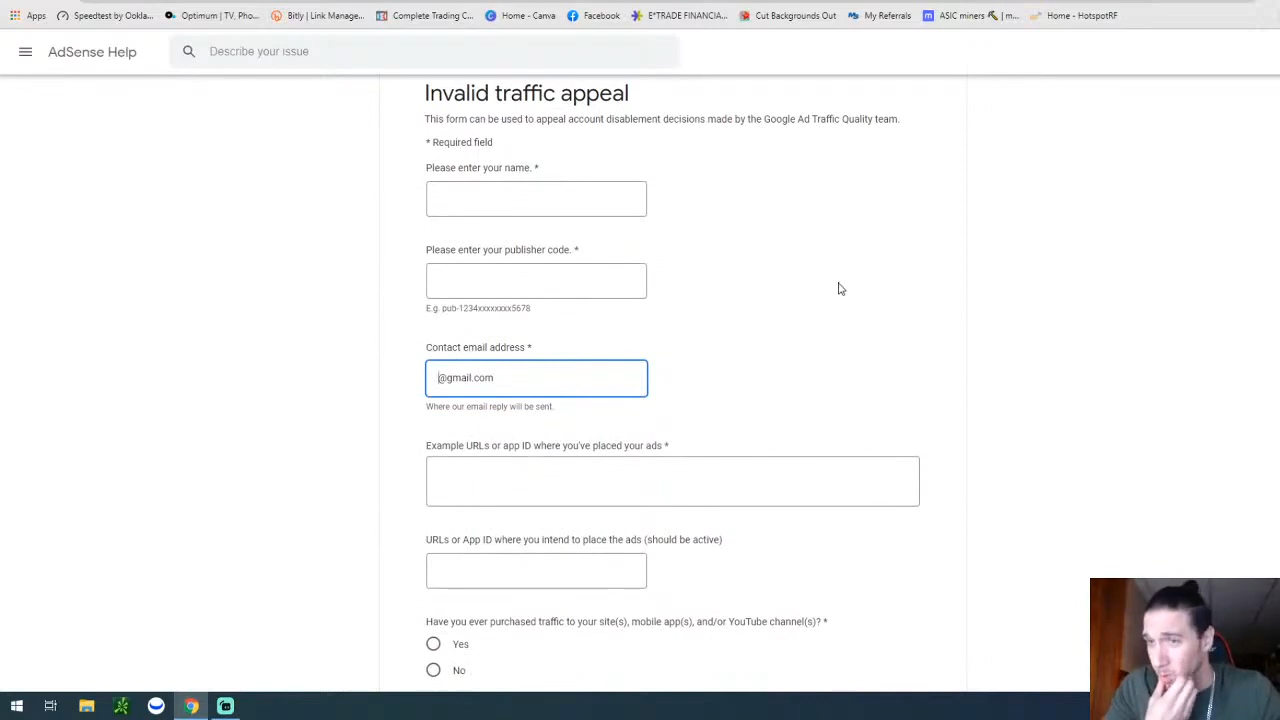 Apps Speedtest by Ookla... Optimum | TV, Pho... Bitly | Link Manage... Complete Trading C... Home - Canva Facebook E*TRADE FINANCIA... Cut Backgrounds Out My Referrals ASIC miners | m... Home - HotspotRF
AdSense Help
Describe your issue
Invalid traffic appeal
This form can be used to appeal account disablement decisions made by the Google Ad Traffic Quality team.
* Required field
Please enter your name. *
Please enter your publisher code. *
E.g. pub-1234xxxxxxxx5678
Contact email address *
@gmail.com
Where our email reply will be sent.
Example URLs or app ID where you've placed your ads *
URLs or App ID where you intend to place the ads (should be active)
Have you ever purchased traffic to your site(s), mobile app(s), and/or YouTube channel(s)? *
Yes
No